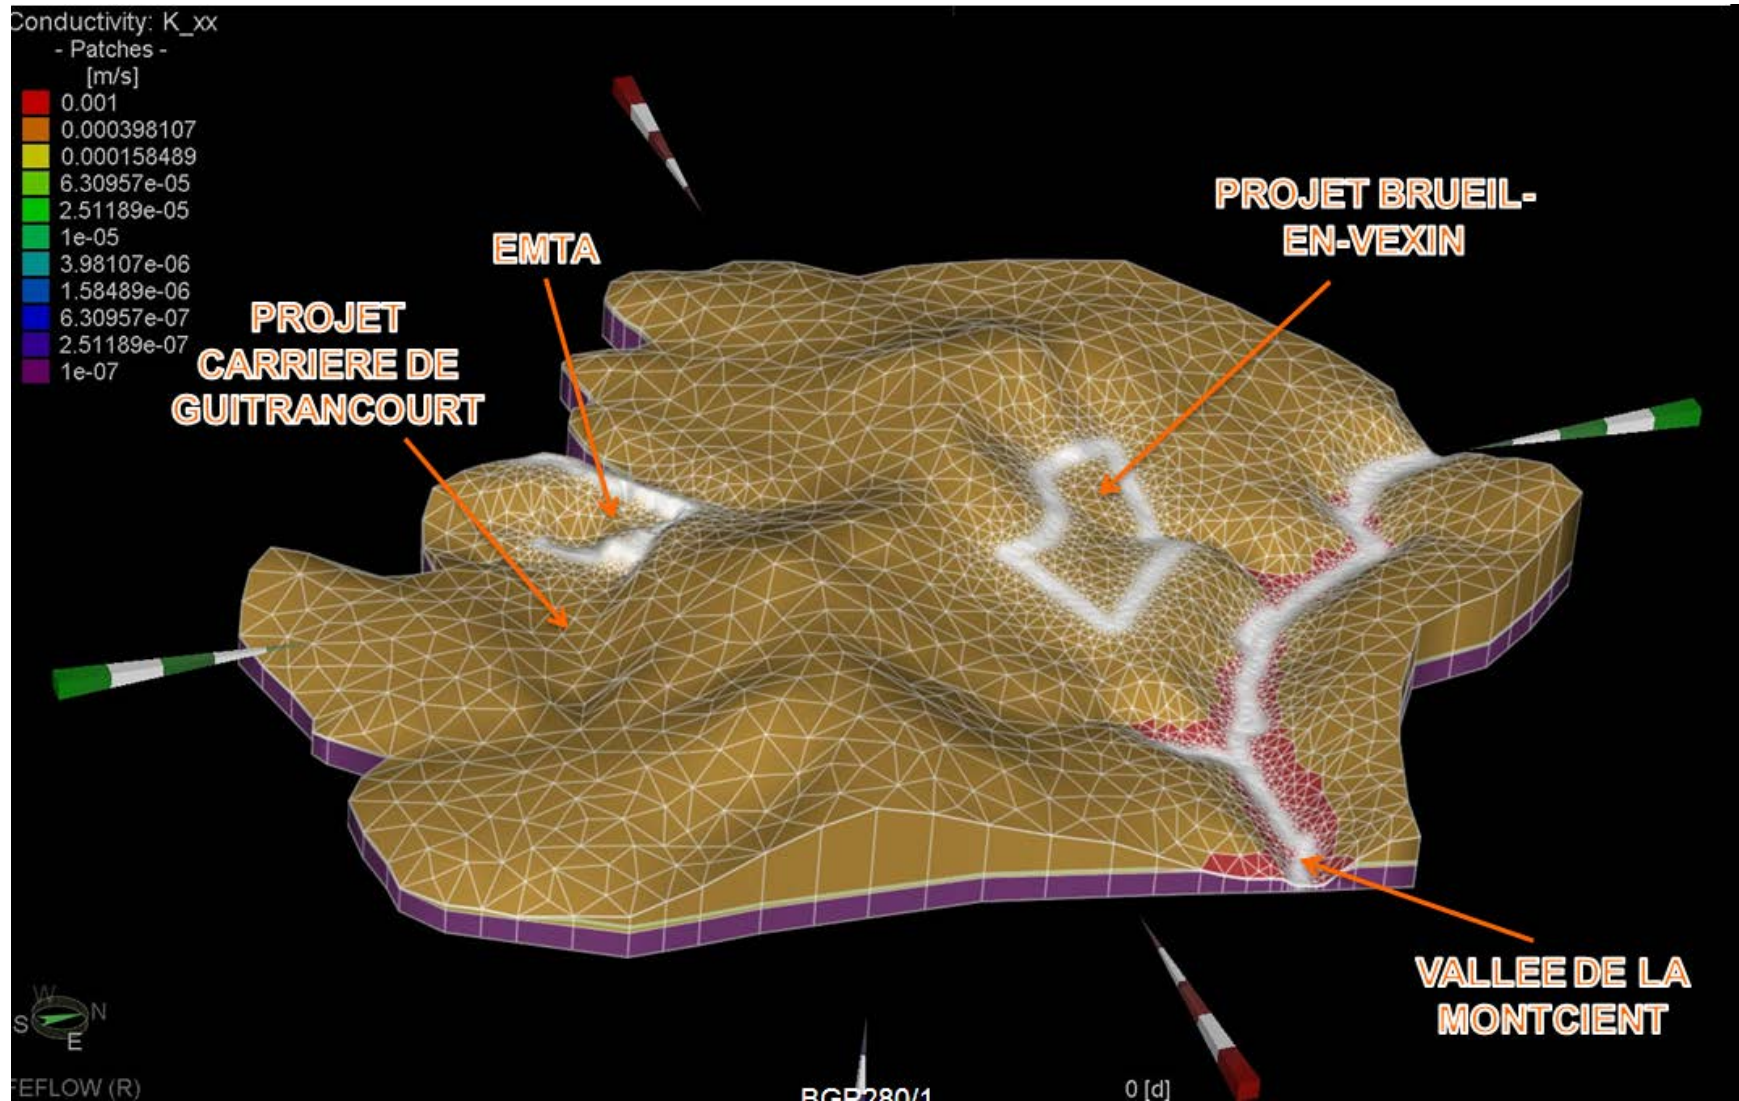 Conductivity: K_xx
- Patches -
[m/s]
0.001
0.000398107
0.000158489
6.30957e-05
2.51189e-05
1e-05
3.98107e-06
1.58489e-06
6.30957e-07
2.51189e-07
1e-07
PROJET BRUEIL-
EN-VEXIN
EMTA
PROJET
CARRIERE DE
GUITRANCOURT
VALLEE DE LA
MONTCIENT
W
N
S
E
FEFLOW (R)
BGP280/1
0 [d]